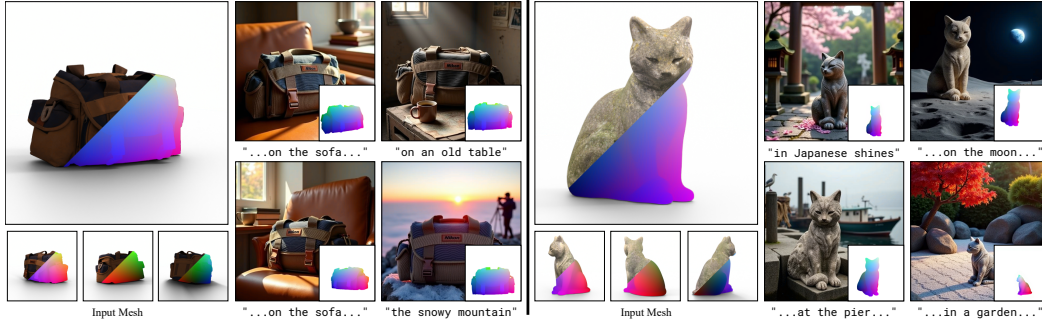 "...on the sofa..."
"on an old table"
"...on the sofa..."
"the snowy mountain"
Input Mesh
"in Japanese shines"
"...on the moon..."
"...at the pier..."
"...in a garden..."
Input Mesh